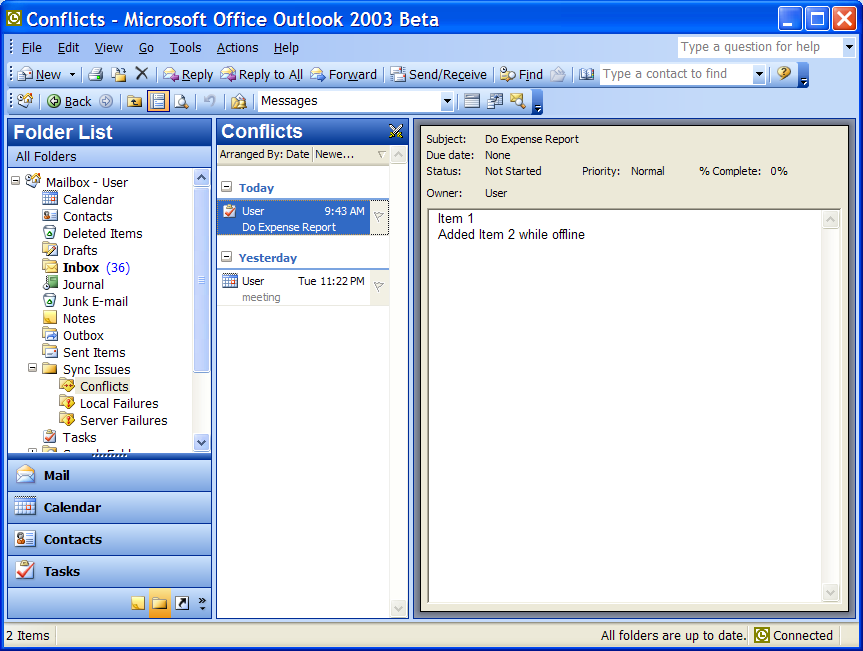 Conflicts - Microsoft Office Outlook 2003 Beta
File Edit View Go Tools Actions Help
Type a question for help
New Reply Reply to All Forward Send/Receive Find Type a contact to find
Back Messages
Folder List
All Folders
Mailbox - User
Calendar
Contacts
Deleted Items
Drafts
Inbox (36)
Journal
Junk E-mail
Notes
Outbox
Sent Items
Sync Issues
Conflicts
Local Failures
Server Failures
Tasks
Mail
Calendar
Contacts
Tasks
Conflicts
Arranged By: Date Newe...
Today
User 9:43 AM
Do Expense Report
Yesterday
User Tue 11:22 PM
meeting
Subject: Do Expense Report
Due date: None
Status: Not Started Priority: Normal % Complete: 0%
Owner: User
Item 1
Added Item 2 while offline
2 Items
All folders are up to date. Connected